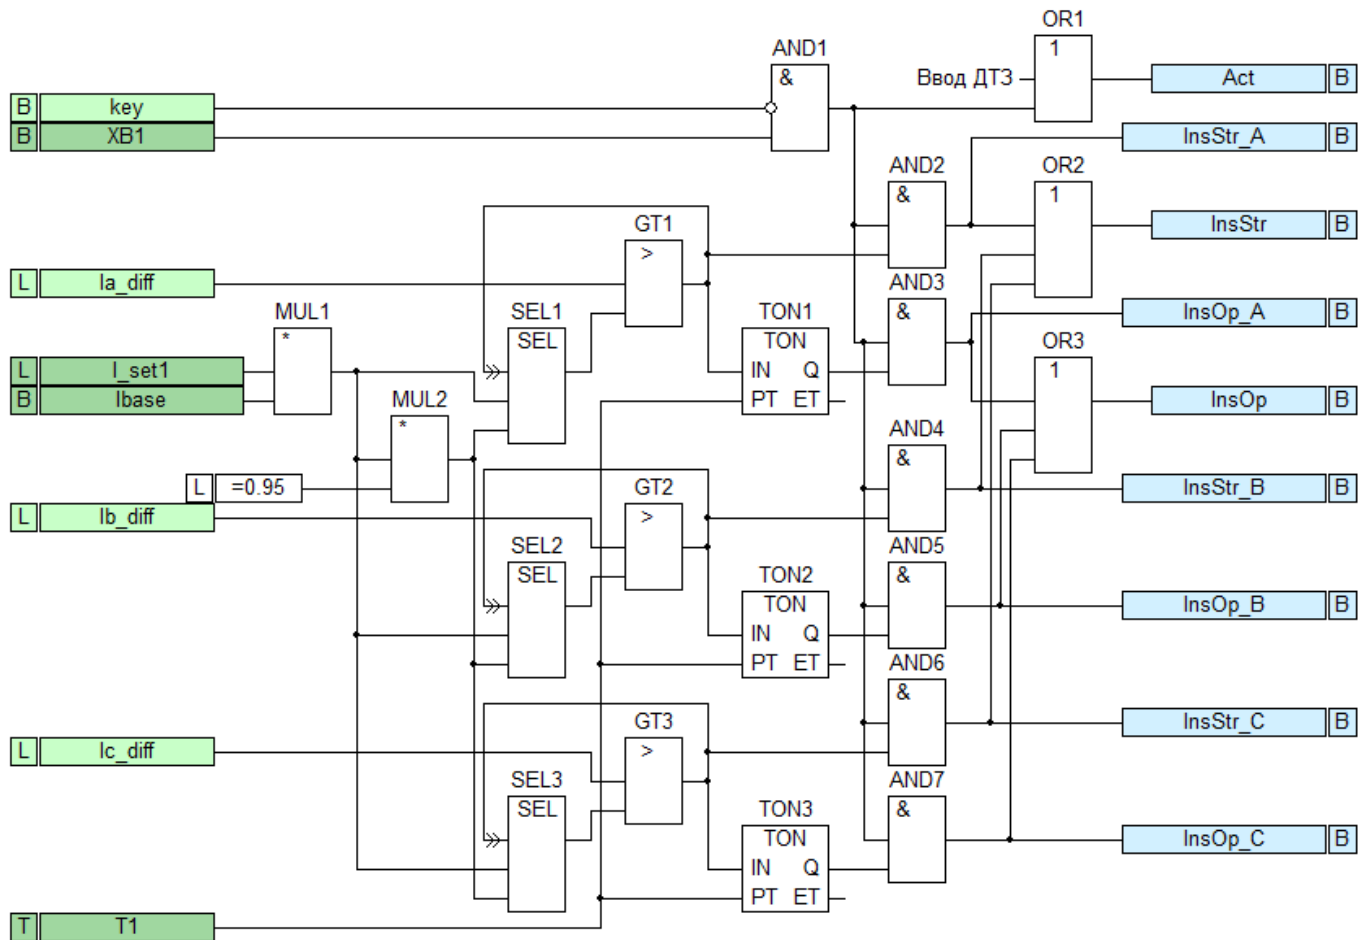 OR1
AND1
1
&
Ввод ДТЗ
Act B
B key
B XB1
InsStr_A B
AND2
OR2
&
1
GT1
InsStr B
>
L Ia_diff
AND3
MUL1
SEL1
TON1
&
InsOp_A B
*
SEL
TON
OR3
L I_set1
IN Q
1
B Ibase
MUL2
PT ET
InsOp B
*
AND4
&
L =0.95
GT2
InsStr_B B
L Ib_diff
>
SEL2
AND5
SEL
TON2
&
TON
InsOp_B B
IN Q
PT ET
AND6
&
GT3
InsStr_C B
L Ic_diff
>
SEL3
AND7
SEL
TON3
&
TON
InsOp_C B
IN Q
PT ET
T T1